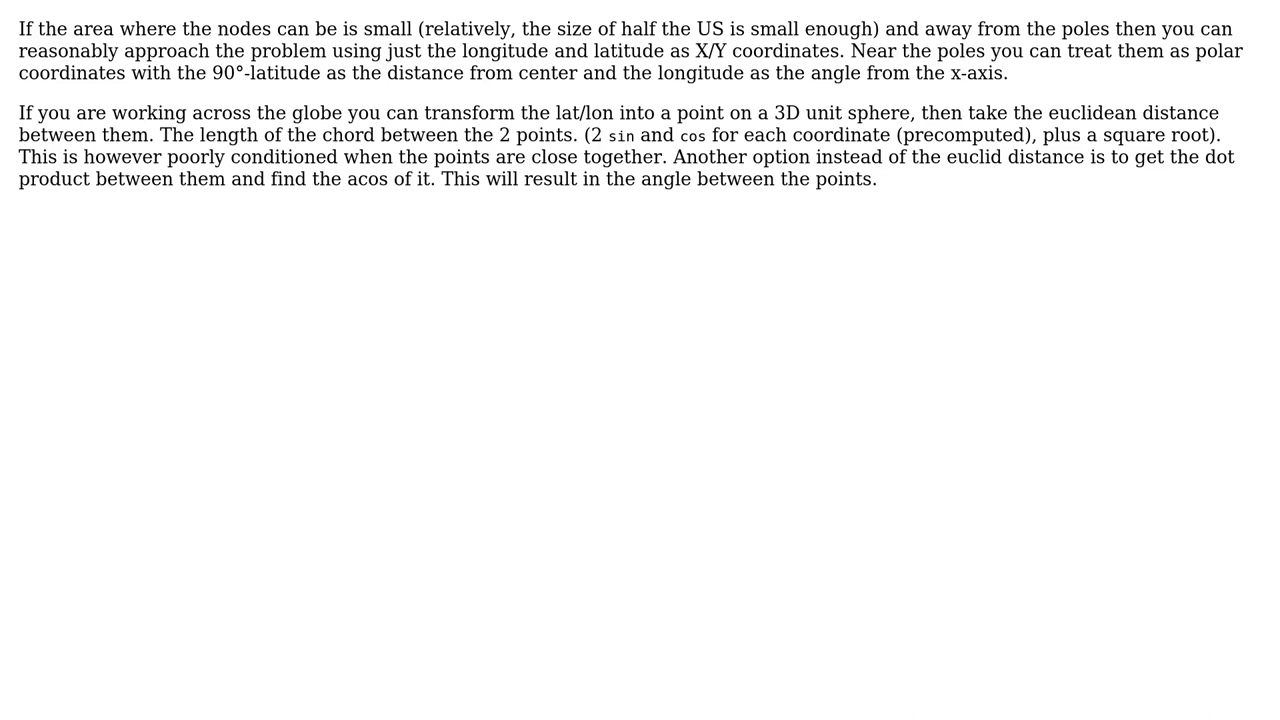 If the area where the nodes can be is small (relatively, the size of half the US is small enough) and away from the poles then you can
reasonably approach the problem using just the longitude and latitude as X/Y coordinates. Near the poles you can treat them as polar
coordinates with the 90°-latitude as the distance from center and the longitude as the angle from the x-axis.
If you are working across the globe you can transform the lat/lon into a point on a 3D unit sphere, then take the euclidean distance
between them. The length of the chord between the 2 points. (2 sin and cos for each coordinate (precomputed), plus a square root).
This is however poorly conditioned when the points are close together. Another option instead of the euclid distance is to get the dot
product between them and find the acos of it. This will result in the angle between the points.